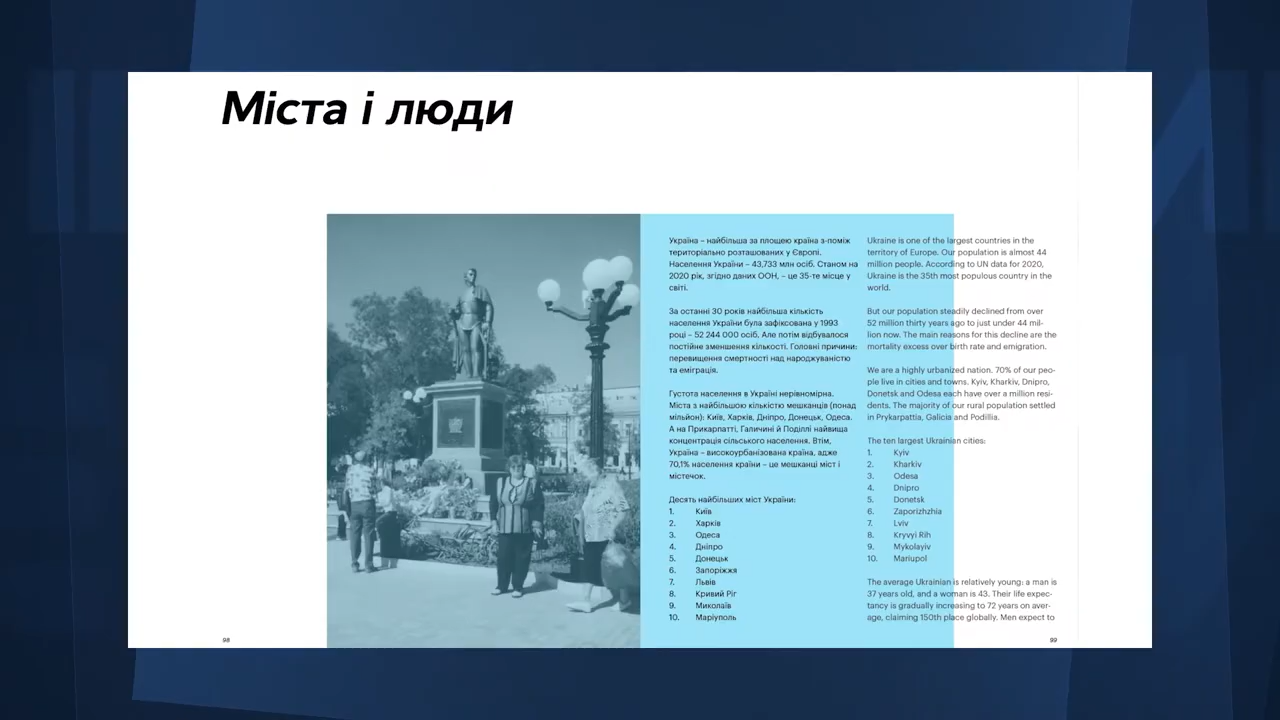 Міста і люди
Україна – найбільша за площею країна з-поміж
територіально розташованих у Європі.
Населення України – 43,733 млн осіб. Станом на
2020 рік, згідно даних ООН, – це 35-те місце у
світі.
За останні 30 років найбільша кількість
населення України була зафіксована у 1993
році – 52 244 000 осіб. Але потім відбувалося
постійне зменшення кількості. Головні причини:
перевищення смертності над народжуваністю
та еміграція.
Густота населення в Україні нерівномірна.
Міста з найбільшою кількістю мешканців (понад
мільйон): Київ, Харків, Дніпро, Донецьк, Одеса.
А на Прикарпатті, Галичині й Поділлі найвища
концентрація сільського населення. Втім,
Україна – високоурбанізована країна, адже
70,1% населення країни – це мешканці міст і
містечок.
Десять найбільших міст України:
1. Київ
2. Харків
3. Одеса
4. Дніпро
5. Донецьк
6. Запоріжжя
7. Львів
8. Кривий Ріг
9. Миколаїв
10. Маріуполь
Ukraine is one of the largest countries in the
territory of Europe. Our population is almost 44
million people. According to UN data for 2020,
Ukraine is the 35th most populous country in the
world.
But our population steadily declined from over
52 million thirty years ago to just under 44 mil-
lion now. The main reasons for this decline are the
mortality excess over birth rate and emigration.
We are a highly urbanized nation. 70% of our peo-
ple live in cities and towns. Kyiv, Kharkiv, Dnipro,
Donetsk and Odesa each have over a million resi-
dents. The majority of our rural population settled
in Prykarpattia, Galicia and Podillia.
The ten largest Ukrainian cities:
1. Kyiv
2. Kharkiv
3. Odesa
4. Dnipro
5. Donetsk
6. Zaporizhzhia
7. Lviv
8. Kryvyi Rih
9. Mykolayiv
10. Mariupol
The average Ukrainian is relatively young: a man is
37 years old, and a woman is 43. Their life expec-
tancy is gradually increasing to 72 years on aver-
age, claiming 150th place globally. Men expect to
98
99